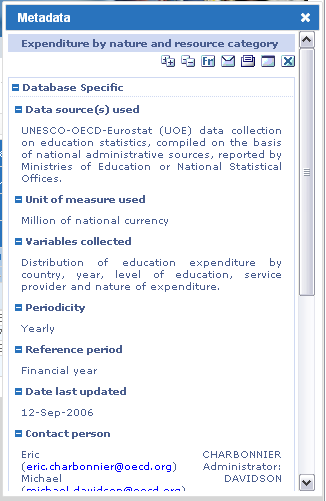 Metadata
Expenditure by nature and resource category
Fr
Database Specific
Data source(s) used
UNESCO-OECD-Eurostat (UOE) data collection
on education statistics, compiled on the basis
of national administrative sources, reported by
Ministries of Education or National Statistical
Offices.
Unit of measure used
Million of national currency
Variables collected
Distribution of education expenditure by
country, year, level of education, service
provider and nature of expenditure.
Periodicity
Yearly
Reference period
Financial year
Date last updated
12-Sep-2006
Contact person
Eric CHARBONNIER
(eric.charbonnier@oecd.org) Administrator:
Michael DAVIDSON
(michael.davidson@oecd.org)